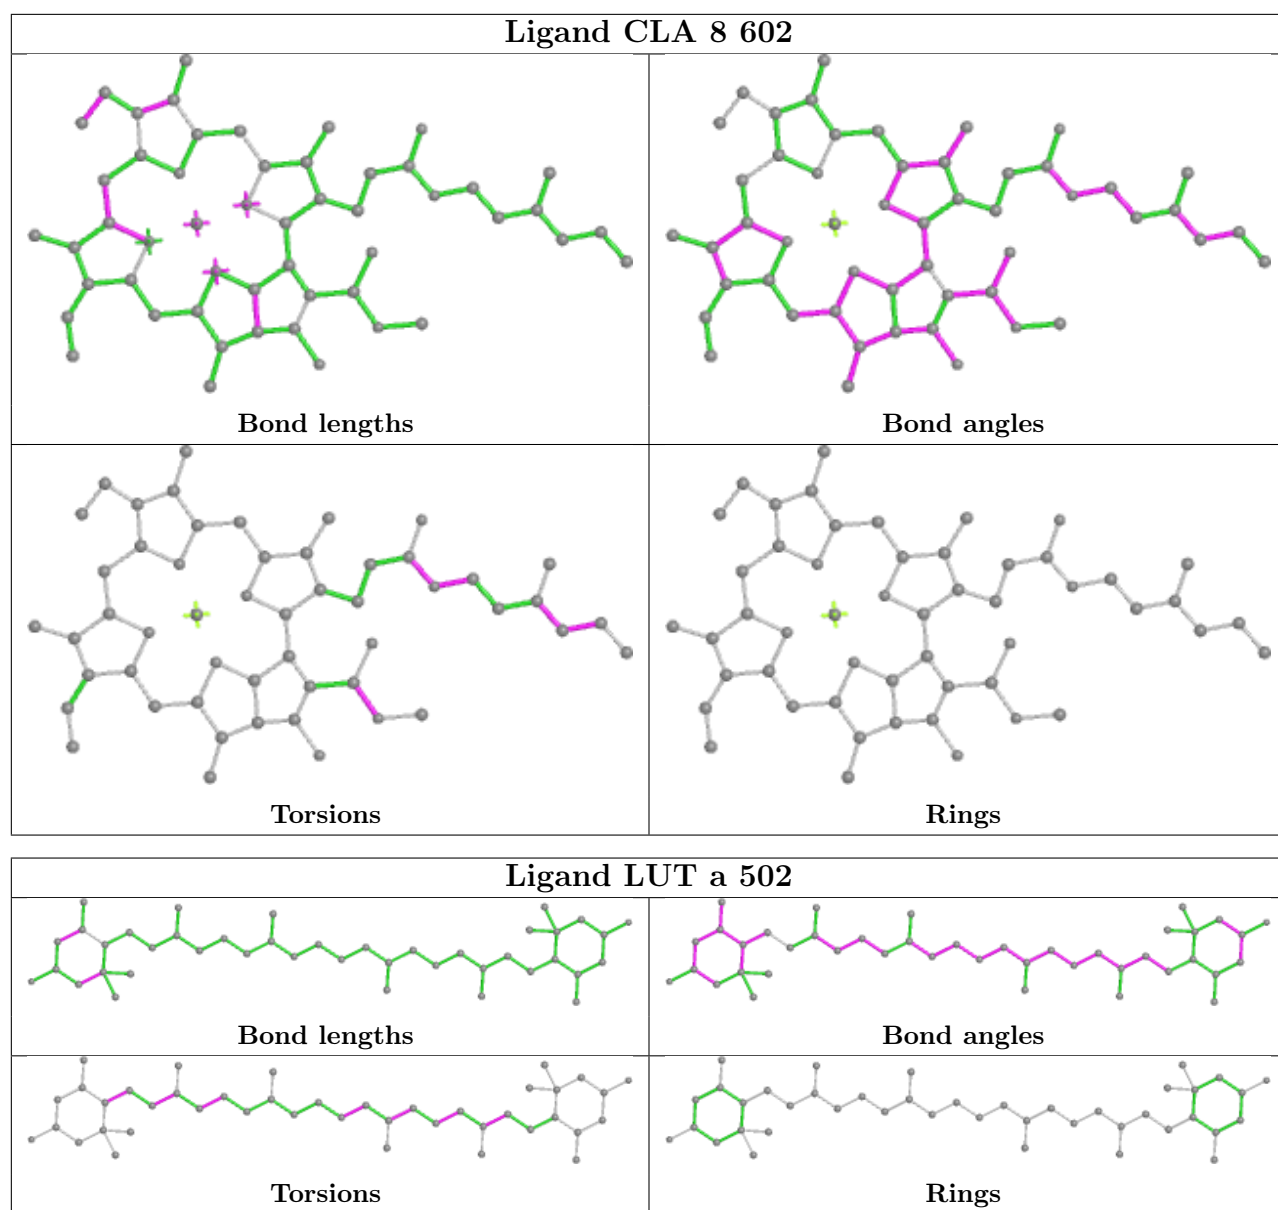 Ligand CLA 8 602
Bond lengths
Bond angles
Torsions
Rings
Ligand LUT a 502
Bond lengths
Bond angles
Torsions
Rings